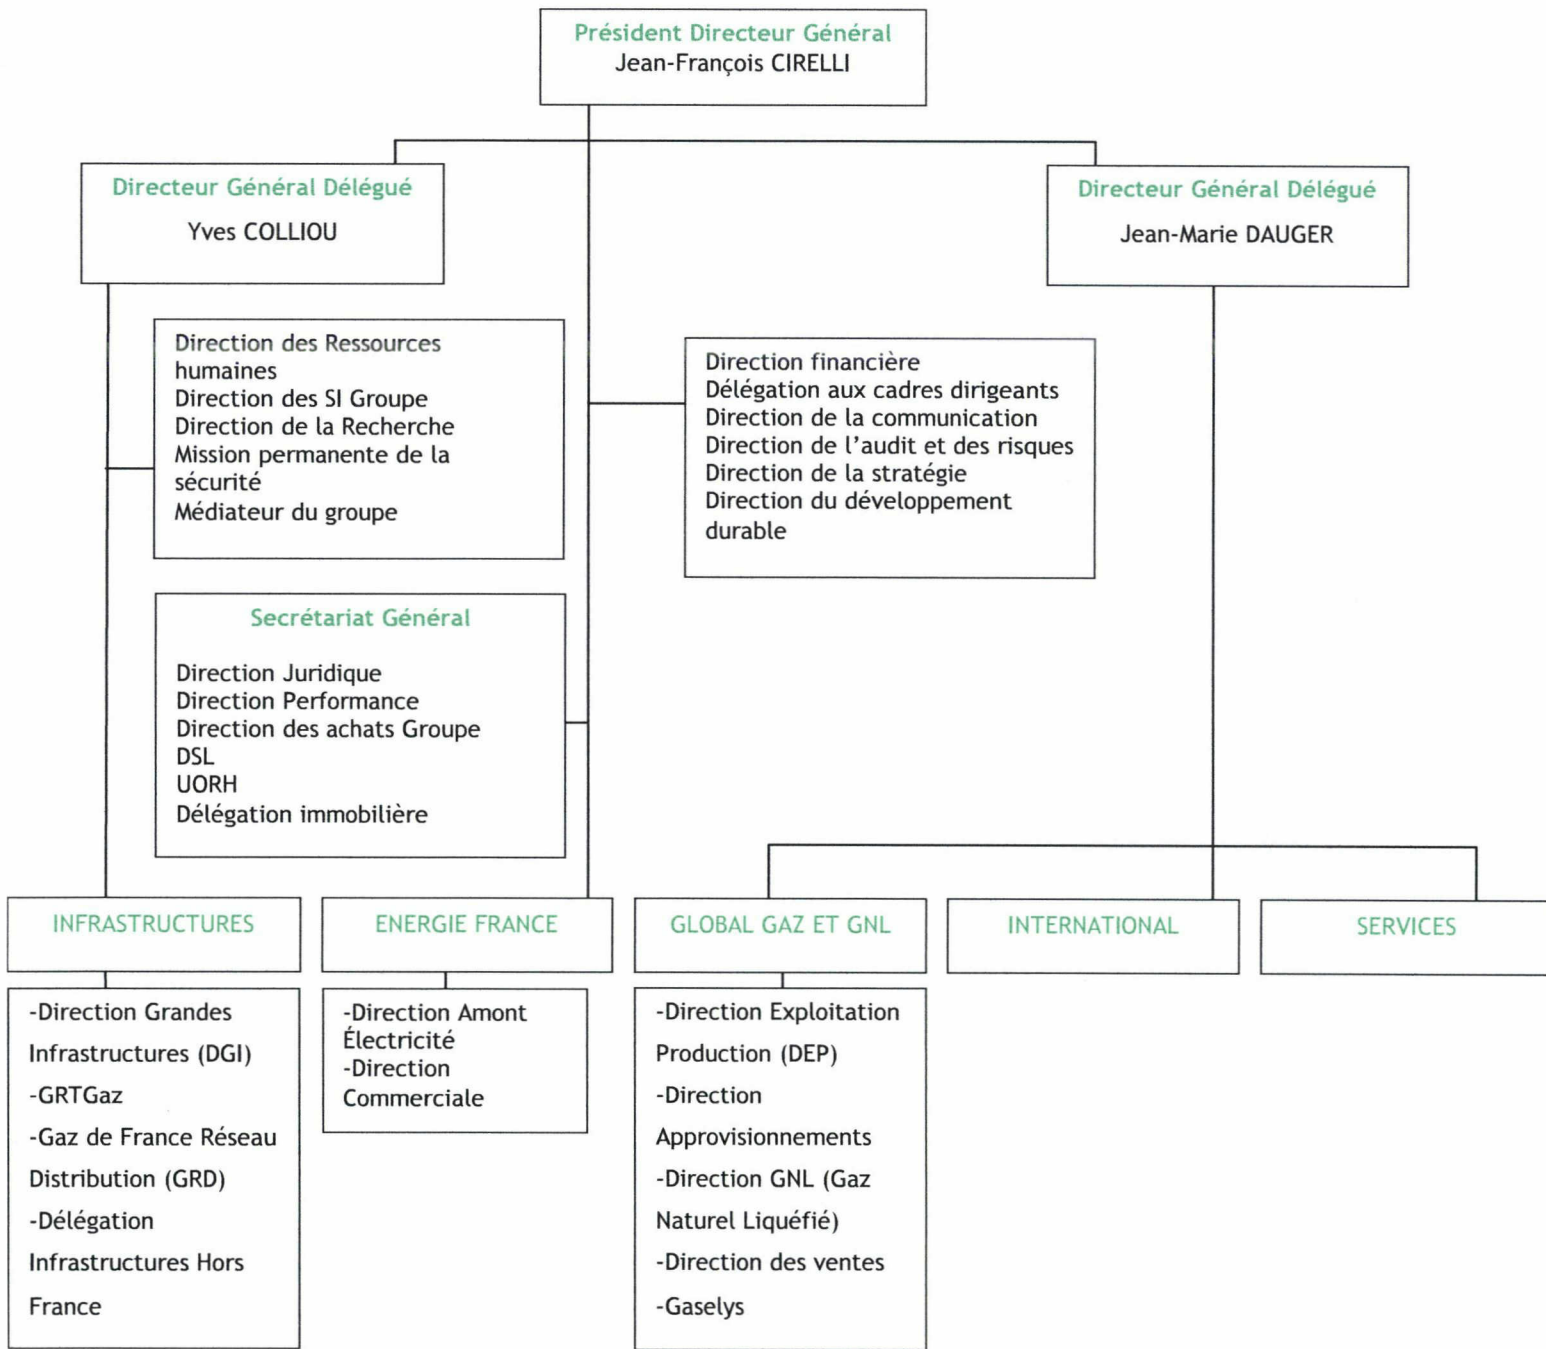 Président Directeur Général
Jean-François CIRELLI
Directeur Général Délégué
Yves COLLIOU
Directeur Général Délégué
Jean-Marie DAUGER
Direction des Ressources
humaines
Direction des SI Groupe
Direction de la Recherche
Mission permanente de la
sécurité
Médiateur du groupe
Direction financière
Délégation aux cadres dirigeants
Direction de la communication
Direction de l'audit et des risques
Direction de la stratégie
Direction du développement
durable
Secrétariat Général
Direction Juridique
Direction Performance
Direction des achats Groupe
DSL
UORH
Délégation immobilière
INFRASTRUCTURES
ENERGIE FRANCE
GLOBAL GAZ ET GNL
INTERNATIONAL
SERVICES
-Direction Grandes
Infrastructures (DGI)
-GRTGaz
-Gaz de France Réseau
Distribution (GRD)
-Délégation
Infrastructures Hors
France
-Direction Amont
Électricité
-Direction
Commerciale
-Direction Exploitation
Production (DEP)
-Direction
Approvisionnements
-Direction GNL (Gaz
Naturel Liquéfié)
-Direction des ventes
-Gaselys